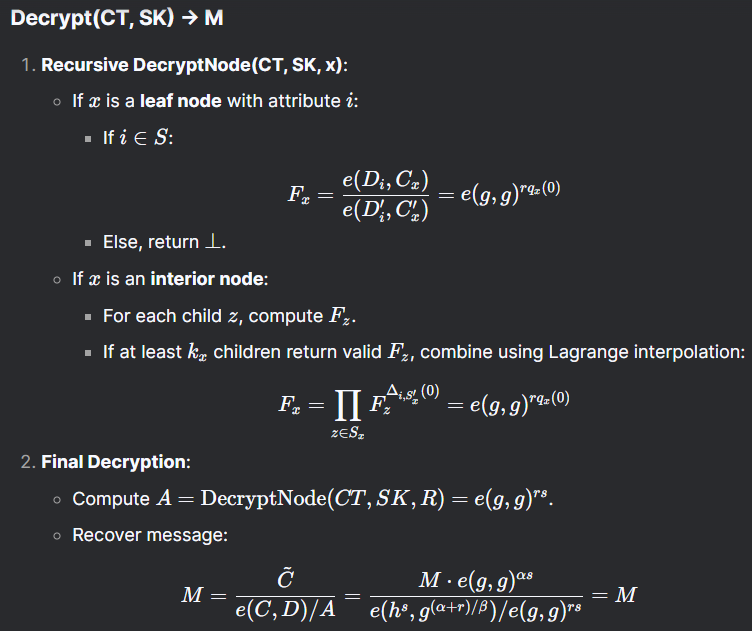 Decrypt(CT, SK) → M
1. Recursive DecryptNode(CT, SK, x):
∘ If x is a leaf node with attribute i:
▪ If i ∈ S:
F_x = e(D_i, C_x) / e(D'_i, C'_x) = e(g, g)^{rq_x(0)}
▪ Else, return ⊥.
∘ If x is an interior node:
▪ For each child z, compute F_z.
▪ If at least k_x children return valid F_z, combine using Lagrange interpolation:
F_x = ∏_{z∈S_x} F_z^{Δ_{i,S'_x}(0)} = e(g, g)^{rq_x(0)}
2. Final Decryption:
∘ Compute A = DecryptNode(CT, SK, R) = e(g, g)^{rs}.
∘ Recover message:
M = C̃ / (e(C, D)/A) = M · e(g, g)^{αs} / (e(h^s, g^{(α+r)/β})/e(g, g)^{rs}) = M